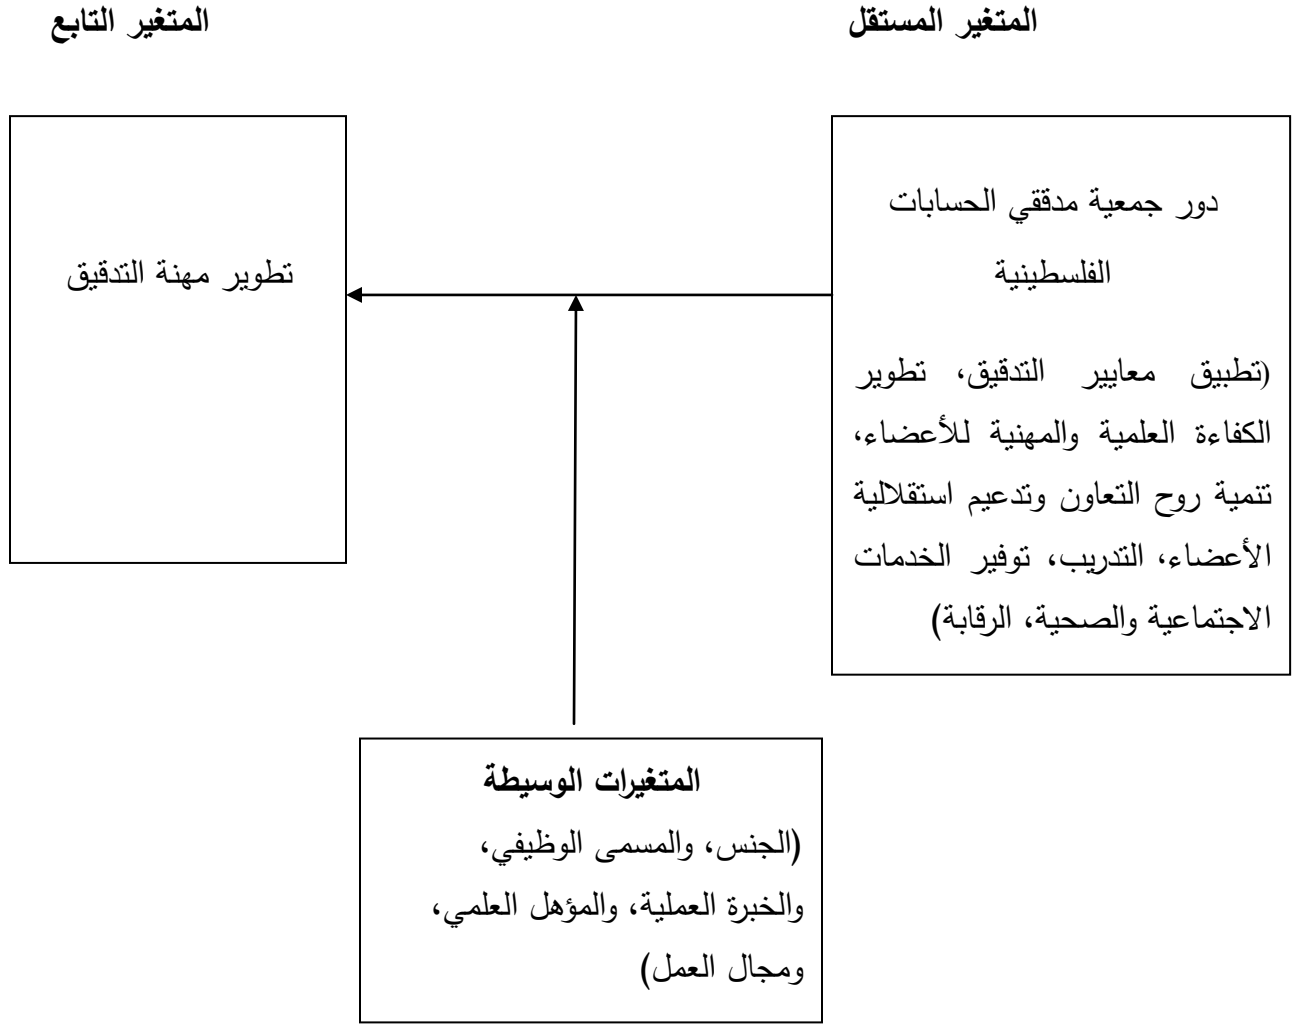 المتغير المستقل
المتغير التابع
دور جمعية مدققي الحسابات
الفلسطينية
(تطبيق معايير التدقيق، تطوير
الكفاءة العلمية والمهنية للأعضاء،
تنمية روح التعاون وتدعيم استقلالية
الأعضاء، التدريب، توفير الخدمات
الاجتماعية والصحية، الرقابة)
تطوير مهنة التدقيق
المتغيرات الوسيطة
(الجنس، والمسمى الوظيفي،
والخبرة العملية، والمؤهل العلمي،
ومجال العمل)